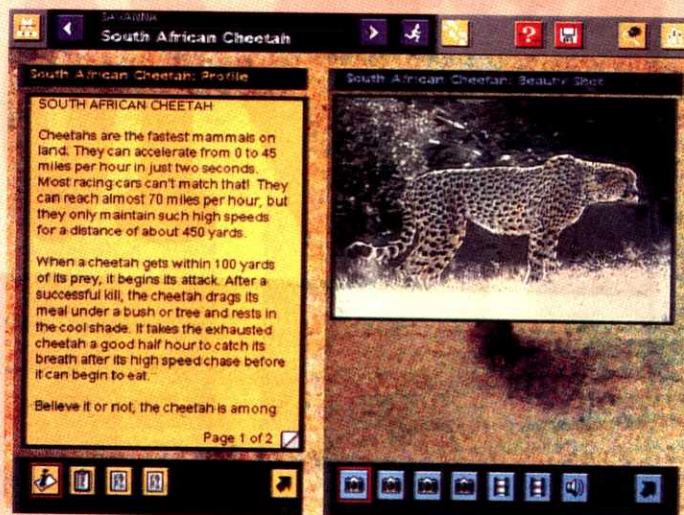 SAVANNA
South African Cheetah
South African Cheetah: Profile
SOUTH AFRICAN CHEETAH
Cheetahs are the fastest mammals on
land. They can accelerate from 0 to 45
miles per hour in just two seconds.
Most racing cars can't match that! They
can reach almost 70 miles per hour, but
they only maintain such high speeds
for a distance of about 450 yards.
When a cheetah gets within 100 yards
of its prey, it begins its attack. After a
successful kill, the cheetah drags its
meal under a bush or tree and rests in
the cool shade. It takes the exhausted
cheetah a good half hour to catch its
breath after its high speed chase before
it can begin to eat.
Believe it or not, the cheetah is among
Page 1 of 2
South African Cheetah: Beauty Shot
?